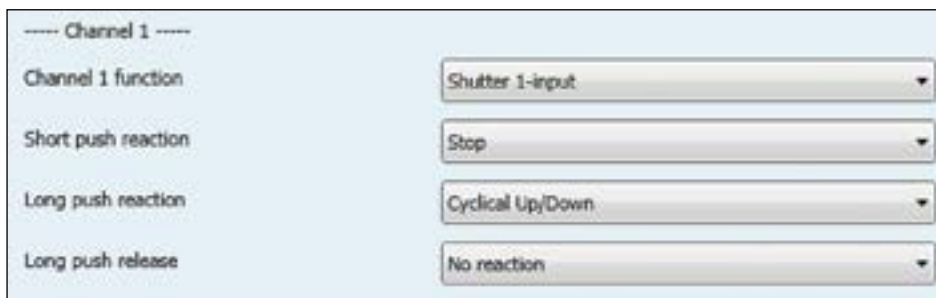 ----- Channel 1 -----
Channel 1 function Shutter 1-input
Short push reaction Stop
Long push reaction Cyclical Up/Down
Long push release No reaction